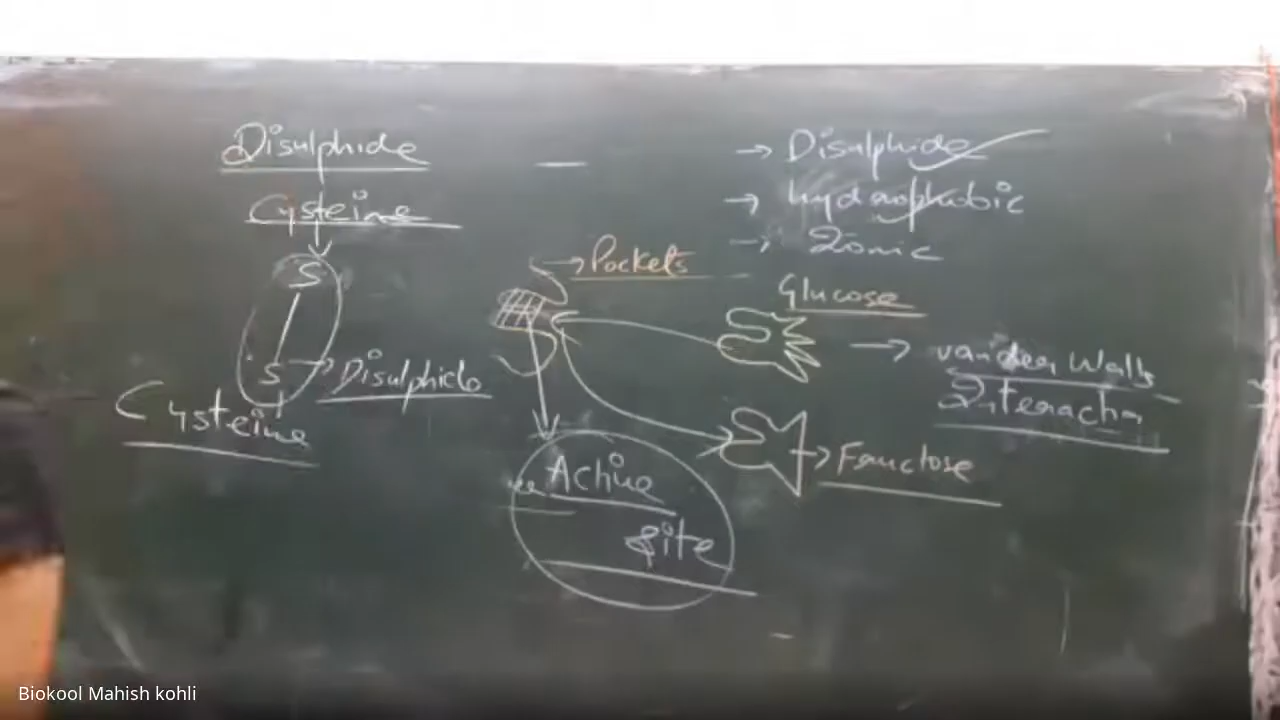 Disulphide
Cysteine
S
S → Disulphide
Cysteine
→ Disulphide
→ hydrophobic
→ Ionic
→ Pockets
Glucose
→ van der Walls
Interaction
→ Fructose
Active
site
Biokool Mahish kohli